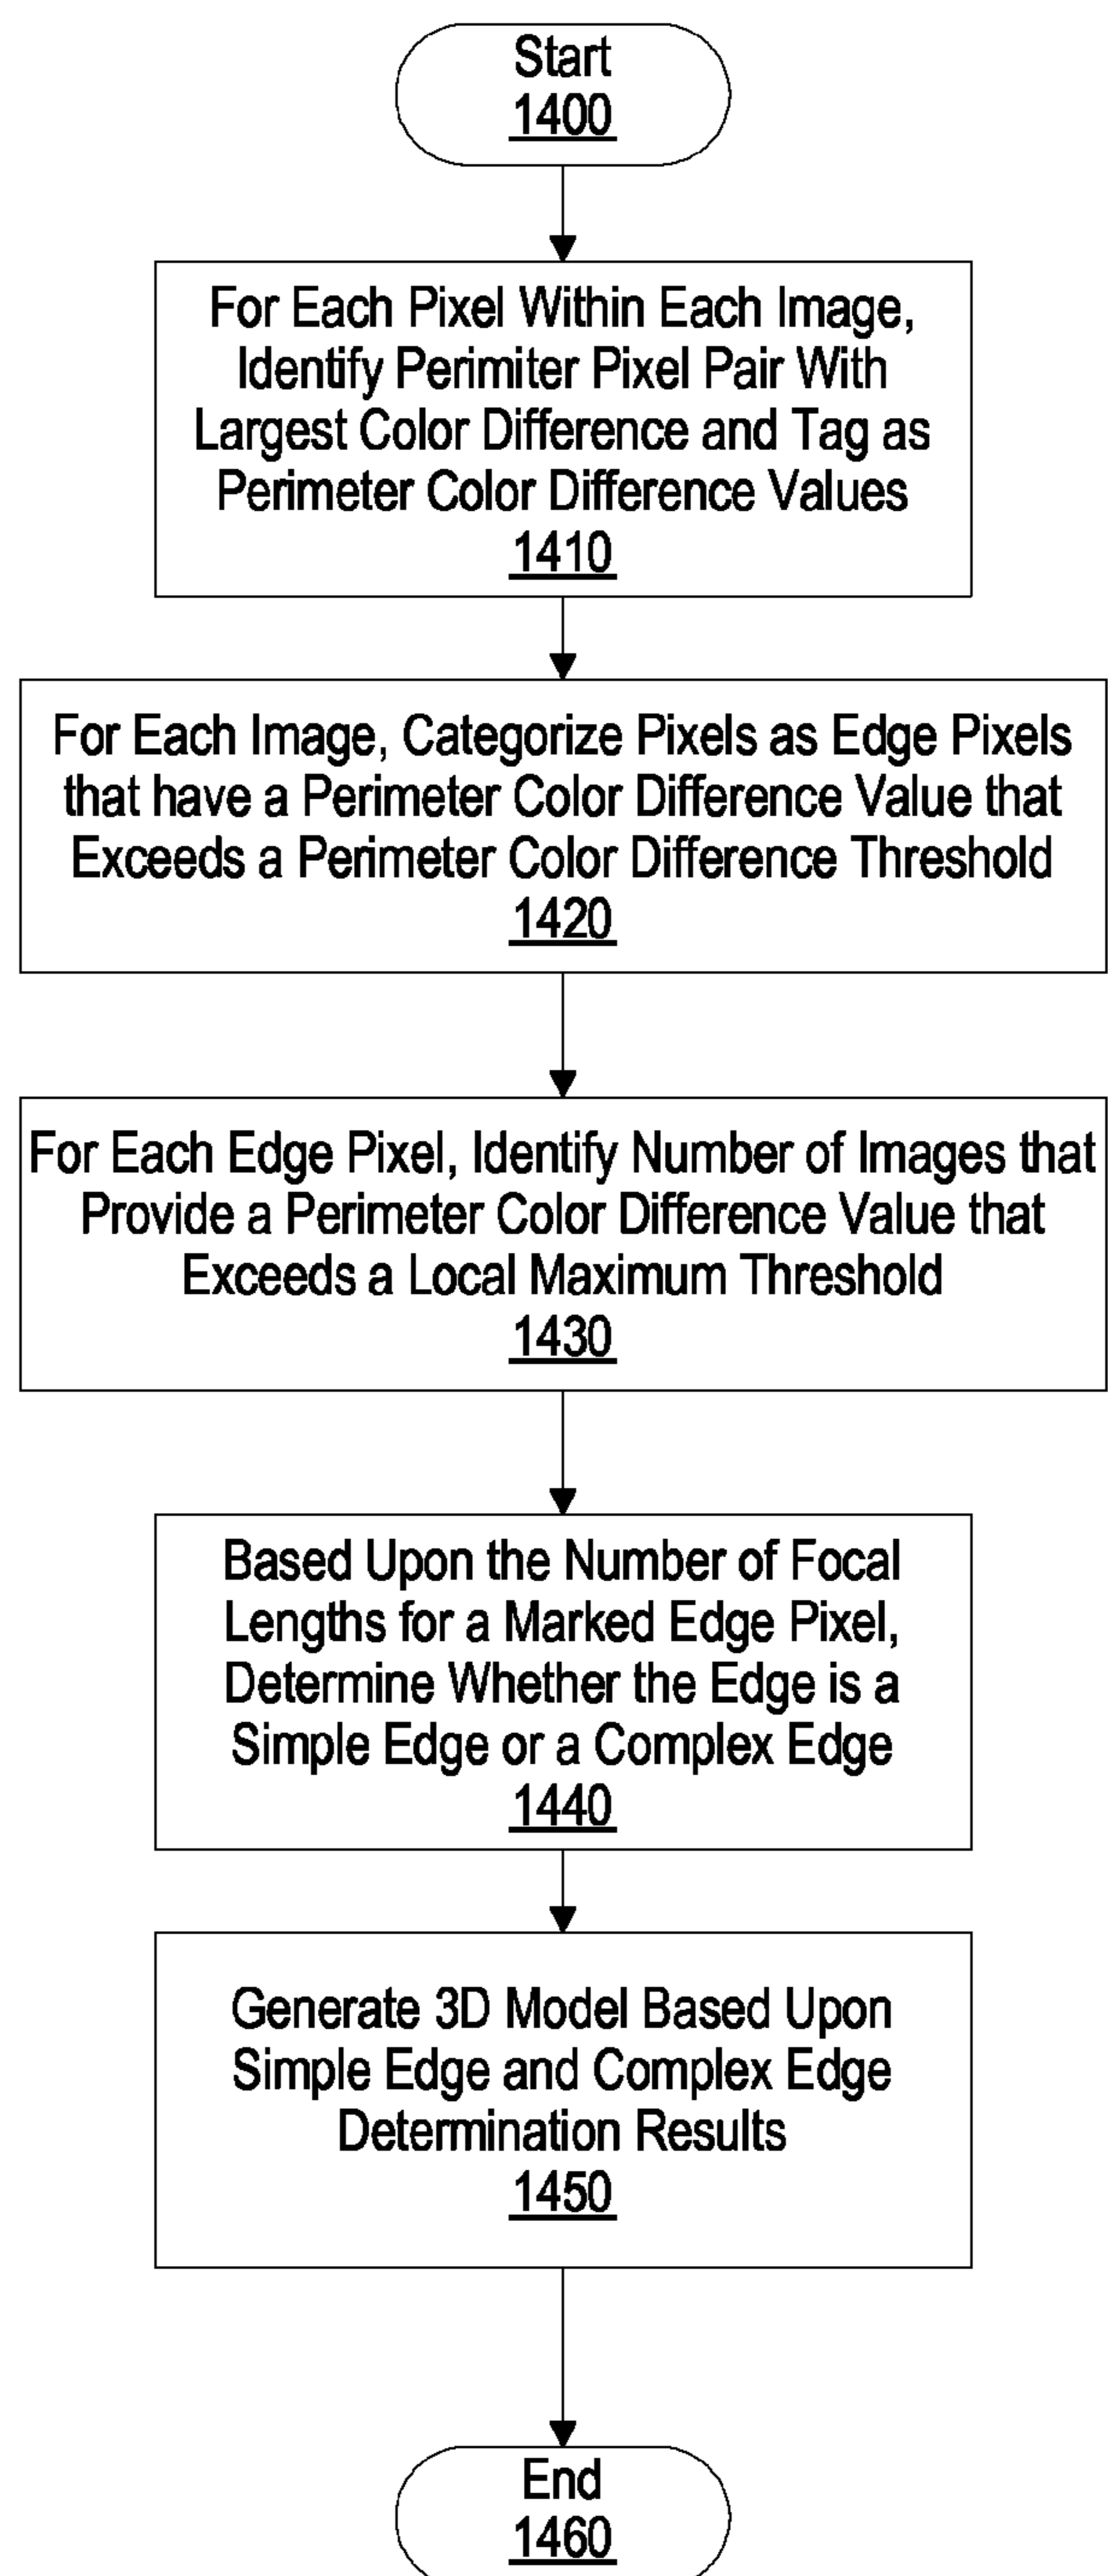 Start
1400
For Each Pixel Within Each Image,
Identify Perimiter Pixel Pair With
Largest Color Difference and Tag as
Perimeter Color Difference Values
1410
For Each Image, Categorize Pixels as Edge Pixels
that have a Perimeter Color Difference Value that
Exceeds a Perimeter Color Difference Threshold
1420
For Each Edge Pixel, Identify Number of Images that
Provide a Perimeter Color Difference Value that
Exceeds a Local Maximum Threshold
1430
Based Upon the Number of Focal
Lengths for a Marked Edge Pixel,
Determine Whether the Edge is a
Simple Edge or a Complex Edge
1440
Generate 3D Model Based Upon
Simple Edge and Complex Edge
Determination Results
1450
End
1460